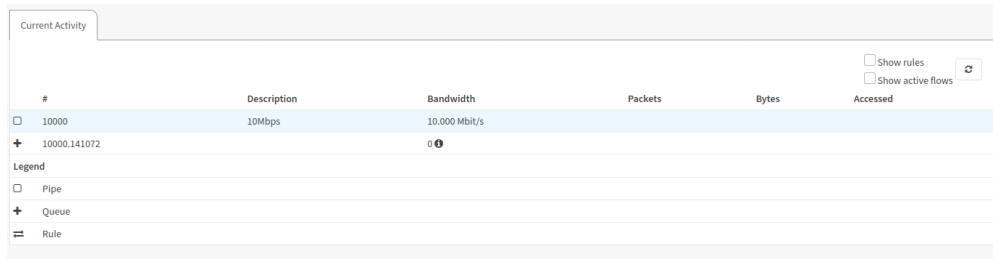 Current Activity
Show rules
Show active flows
# Description Bandwidth Packets Bytes Accessed
10000 10Mbps 10.000 Mbit/s
10000.141072 0
Legend
Pipe
Queue
Rule